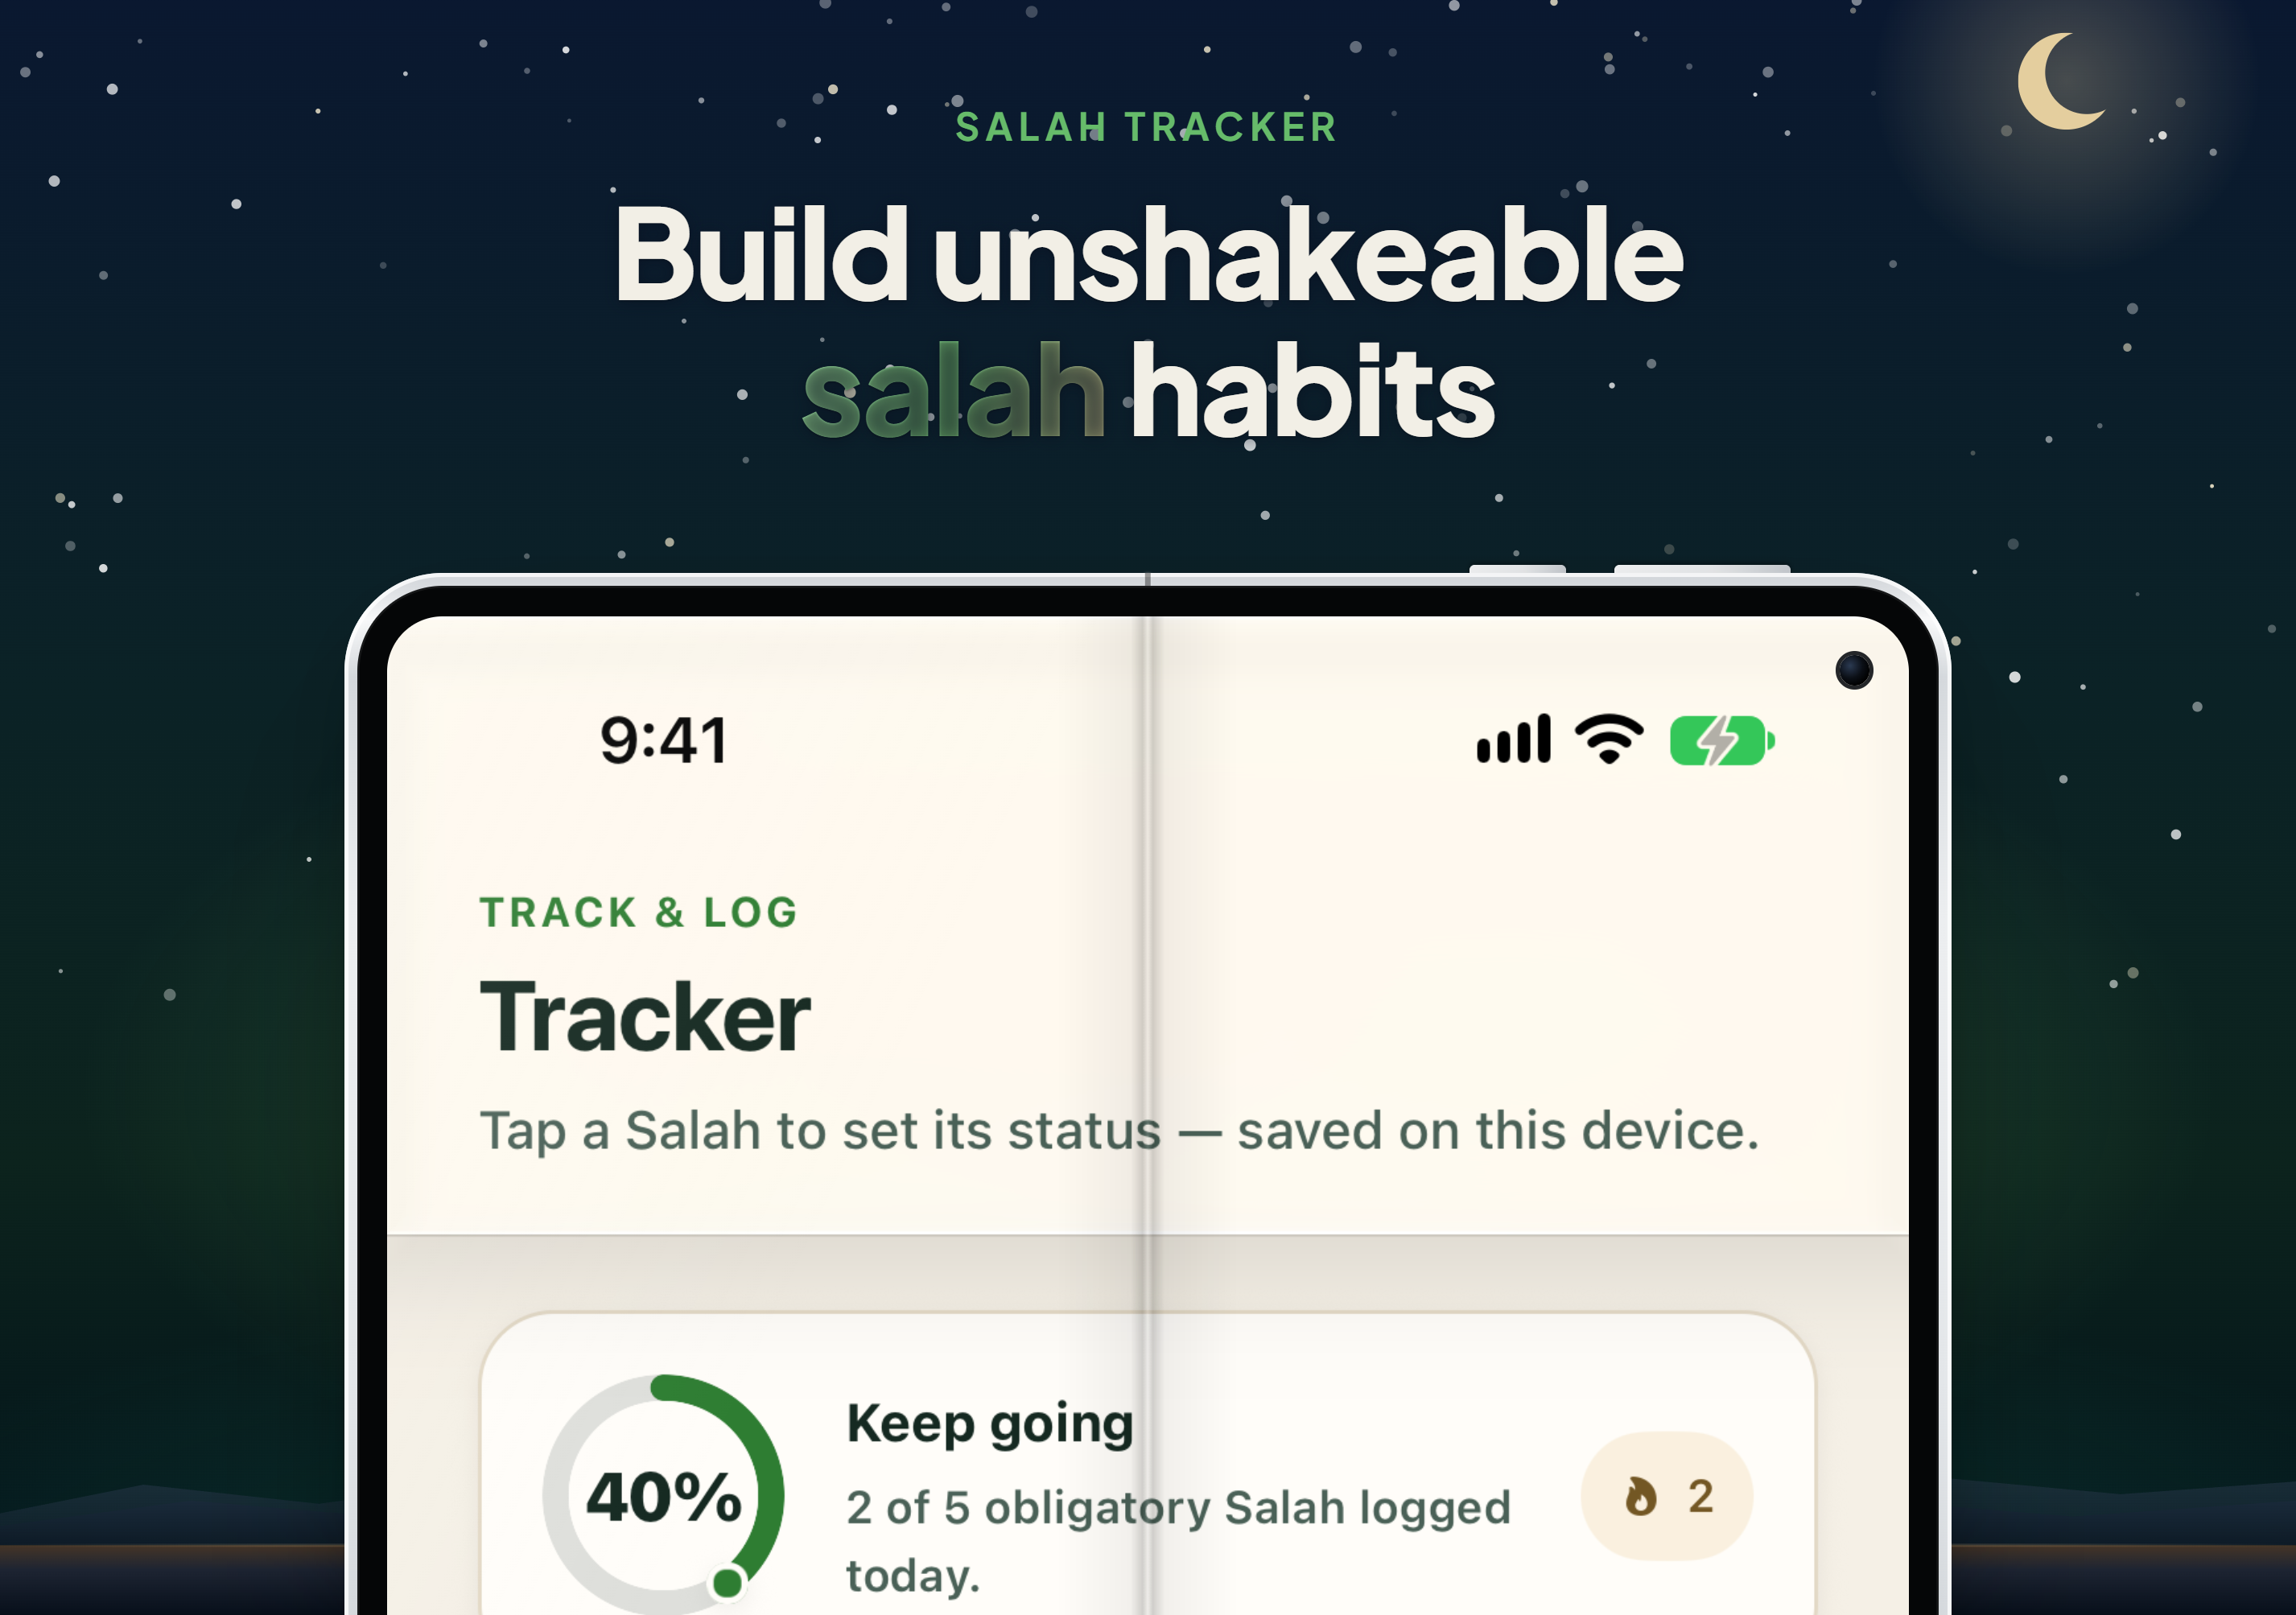 SALAH TRACKER
Build unshakeable
salah habits
9:41
TRACK & LOG
Tracker
Tap a Salah to set its status — saved on this device.
40%
Keep going
2 of 5 obligatory Salah logged
today.
2